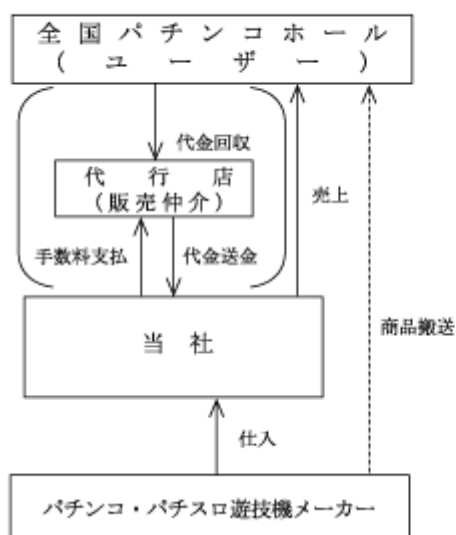 全国パチンコホール
(ユーザー)
代金回収
代行店
(販売仲介)
売上
手数料支払
代金送金
商品搬送
当社
仕入
パチンコ・パチスロ遊技機メーカー